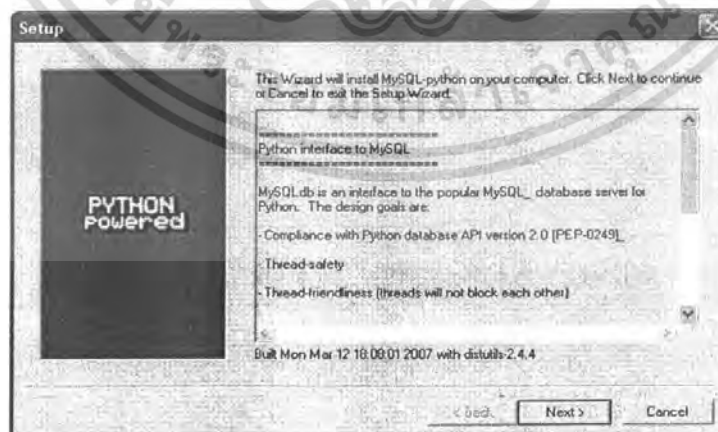 Setup
This Wizard will install MySQL-python on your computer. Click Next to continue
or Cancel to exit the Setup Wizard.
=========================
Python interface to MySQL
=========================
MySQLdb is an interface to the popular MySQL_ database server for
Python. The design goals are:
- Compliance with Python database API version 2.0 [PEP-0249]_
- Thread-safety
- Thread-friendliness (threads will not block each other)
PYTHON
powered
Built Mon Mar 12 18:08:01 2007 with distutils-2.4.4
< Back
Next >
Cancel